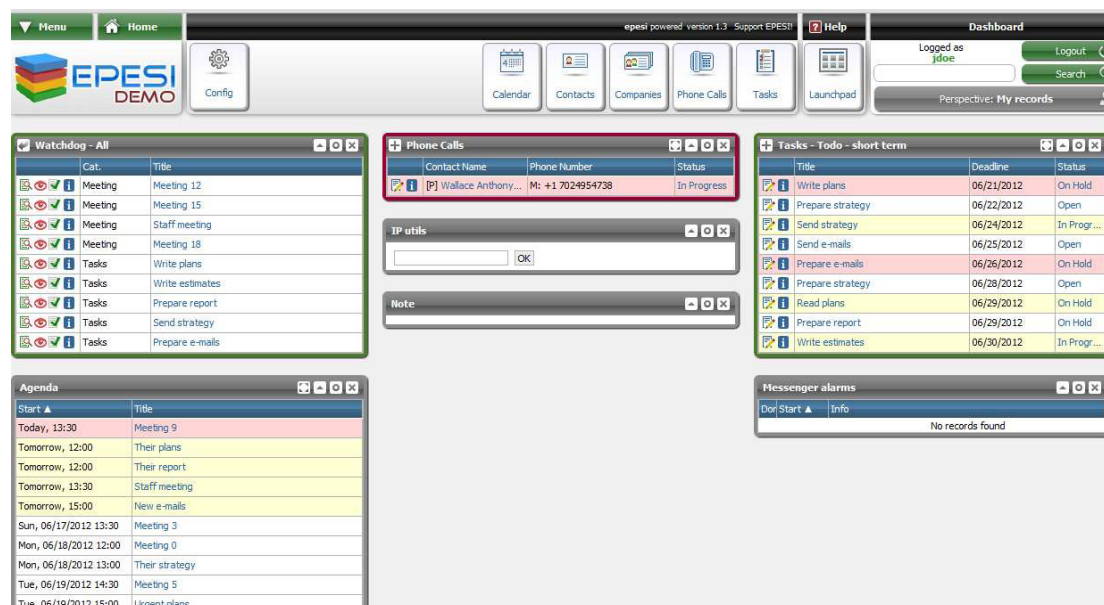 Menu Home epesi powered version 1.3 Support EPESI! Help Dashboard
EPESI
DEMO
Config Calendar Contacts Companies Phone Calls Tasks Launchpad
Logged as
jdoe
Logout
Search
Perspective: My records
Watchdog - All
Cat. Title
Meeting Meeting 12
Meeting Meeting 15
Meeting Staff meeting
Meeting Meeting 18
Tasks Write plans
Tasks Write estimates
Tasks Prepare report
Tasks Send strategy
Tasks Prepare e-mails
Agenda
Start ▲ Title
Today, 13:30 Meeting 9
Tomorrow, 12:00 Their plans
Tomorrow, 12:00 Their report
Tomorrow, 13:30 Staff meeting
Tomorrow, 15:00 New e-mails
Sun, 06/17/2012 13:30 Meeting 3
Mon, 06/18/2012 12:00 Meeting 0
Mon, 06/18/2012 13:00 Their strategy
Tue, 06/19/2012 14:30 Meeting 5
Tue, 06/19/2012 15:00 Urgent plans
Phone Calls
Contact Name Phone Number Status
[P] Wallace Anthony... M: +1 7024954738 In Progress
IP utils
OK
Note
Tasks - Todo - short term
Title Deadline Status
Write plans 06/21/2012 On Hold
Prepare strategy 06/22/2012 Open
Send strategy 06/24/2012 In Progr...
Send e-mails 06/25/2012 Open
Prepare e-mails 06/26/2012 On Hold
Prepare strategy 06/28/2012 Open
Read plans 06/29/2012 On Hold
Prepare report 06/29/2012 On Hold
Write estimates 06/30/2012 In Progr...
Messenger alarms
Dor Start ▲ Info
No records found